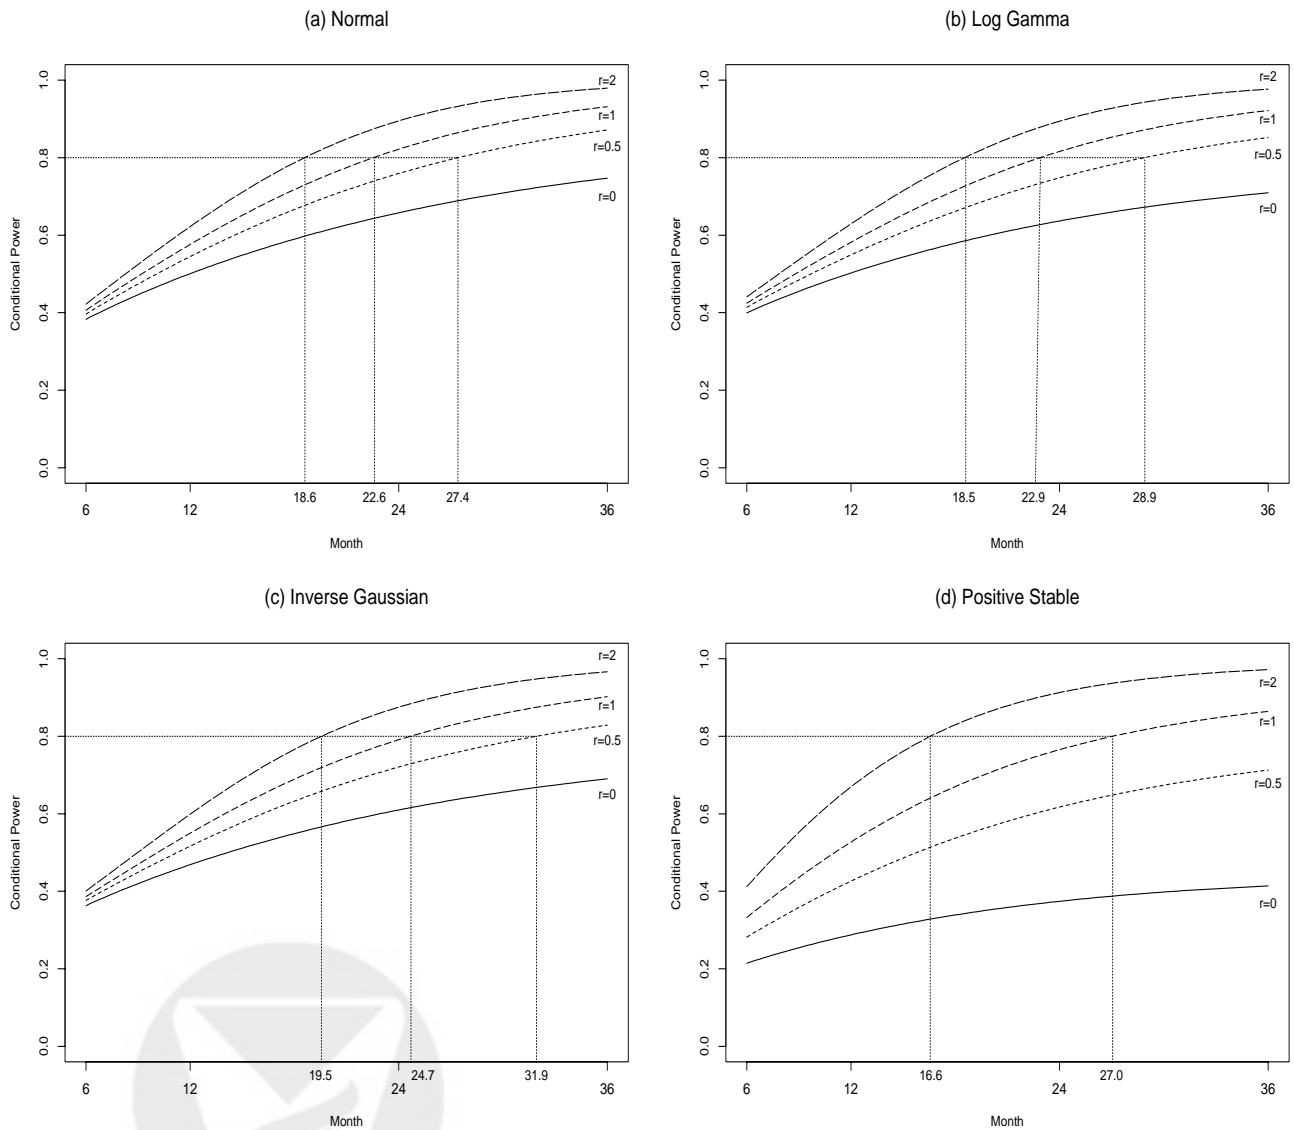 (a) Normal
Conditional Power
1.0
0.8
0.6
0.4
0.2
0.0
r=2
r=1
r=0.5
r=0
18.6 22.6 27.4
6 12 24 36
Month
(b) Log Gamma
Conditional Power
1.0
0.8
0.6
0.4
0.2
0.0
r=2
r=1
r=0.5
r=0
18.5 22.9 28.9
6 12 24 36
Month
(c) Inverse Gaussian
Conditional Power
1.0
0.8
0.6
0.4
0.2
0.0
r=2
r=1
r=0.5
r=0
19.5 24.7 31.9
6 12 24 36
Month
(d) Positive Stable
Conditional Power
1.0
0.8
0.6
0.4
0.2
0.0
r=2
r=1
r=0.5
r=0
16.6 27.0
6 12 24 36
Month